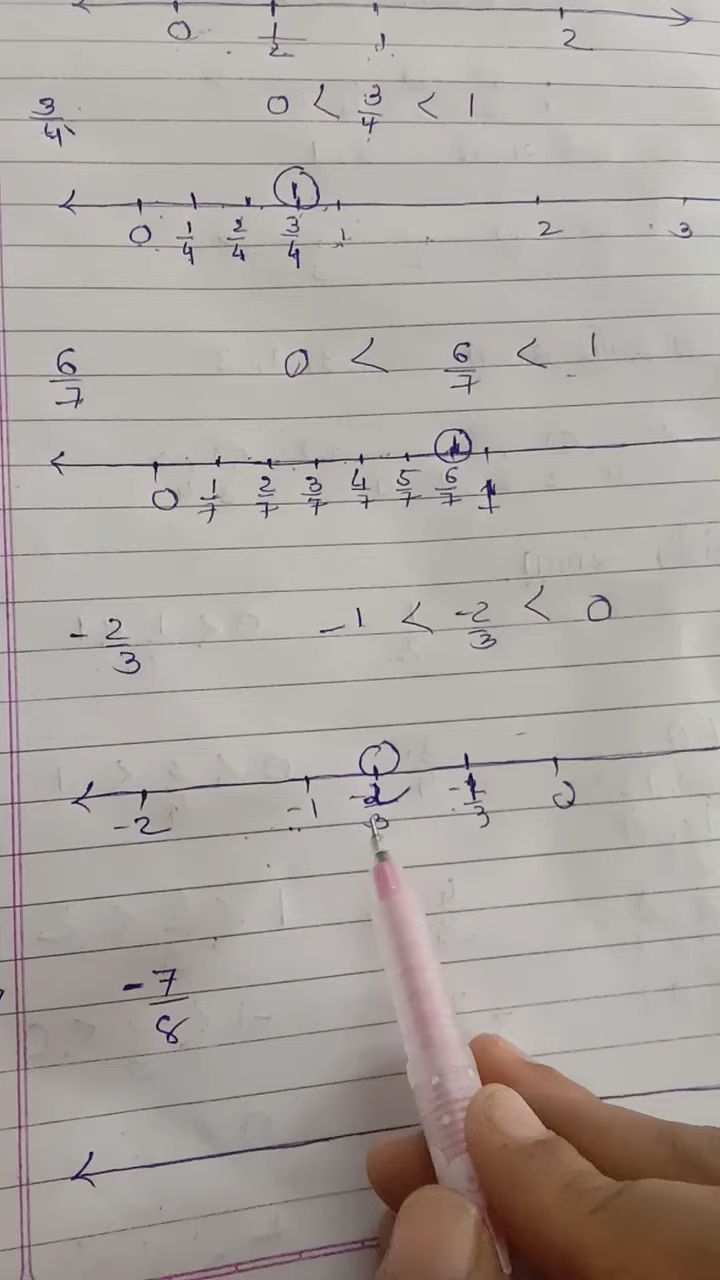 0 1/2 1 2
3/4 0 < 3/4 < 1
0 1/4 2/4 3/4 1 2 3
6/7 0 < 6/7 < 1
0 1/7 2/7 3/7 4/7 5/7 6/7 1
-2/3 -1 < -2/3 < 0
-2 -1 -2/3 -1/3 0
-7/8